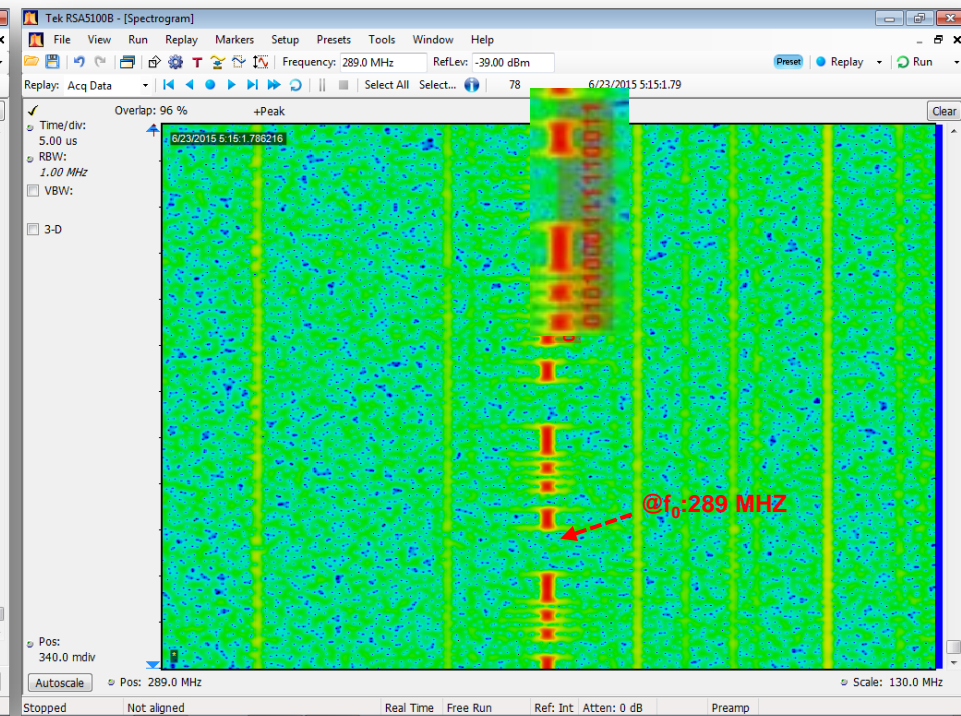 Tek RSA5100B - [Spectrogram]
File View Run Replay Markers Setup Presets Tools Window Help
T Frequency: 289.0 MHz RefLev: -39.00 dBm Preset Replay Run
Replay: Acq Data Select All Select... 78 6/23/2015 5:15:1.79
Overlap: 96 % +Peak Clear
Time/div:
5.00 us
RBW:
1.00 MHz
VBW:
3-D
6/23/2015 5:15:1.786216
@f₀:289 MHZ
Pos:
340.0 mdiv
Autoscale Pos: 289.0 MHz Scale: 130.0 MHz
Stopped Not aligned Real Time Free Run Ref: Int Atten: 0 dB Preamp